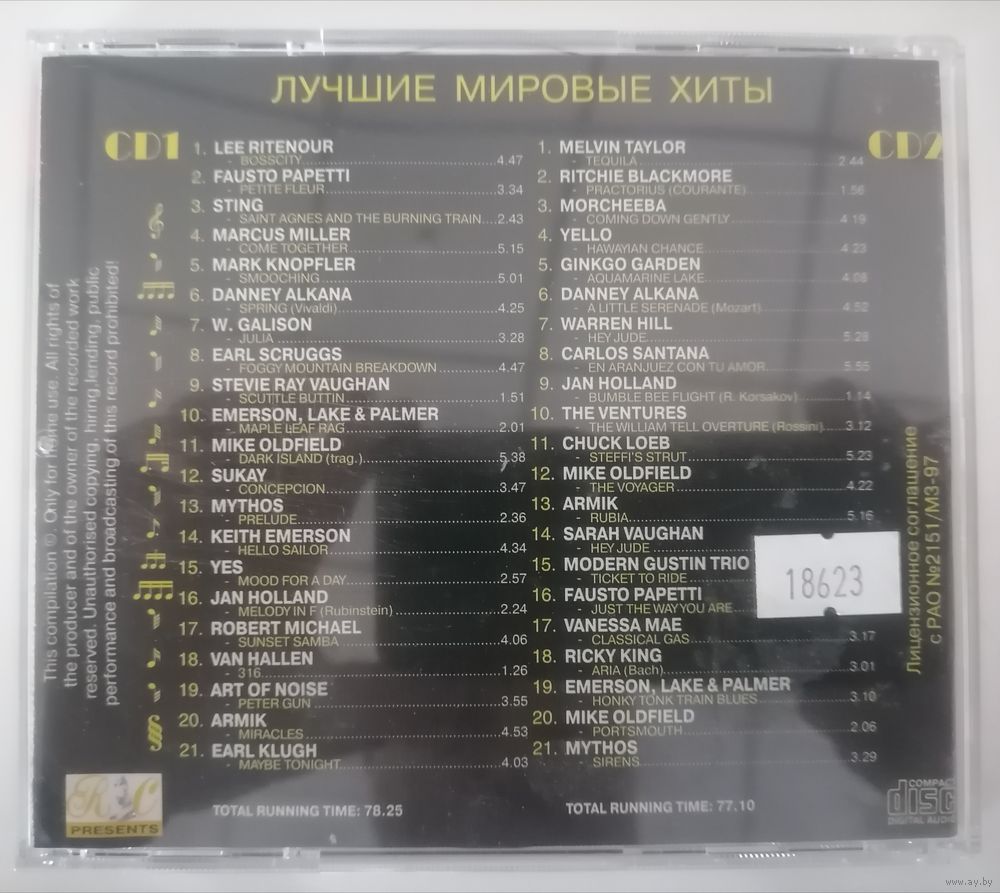 ЛУЧШИЕ МИРОВЫЕ ХИТЫ
CD1
1. LEE RITENOUR
- BOSSCITY 4.47
2. FAUSTO PAPETTI
- PETITE FLEUR 3.34
3. STING
- SAINT AGNES AND THE BURNING TRAIN 2.43
4. MARCUS MILLER
- COME TOGETHER 5.15
5. MARK KNOPFLER
- SMOOCHING 5.01
6. DANNEY ALKANA
- SPRING (Vivaldi) 4.25
7. W. GALISON
- JULIA 3.28
8. EARL SCRUGGS
- FOGGY MOUNTAIN BREAKDOWN 4.47
9. STEVIE RAY VAUGHAN
- SCUTTLE BUTTIN 1.51
10. EMERSON, LAKE & PALMER
- MAPLE LEAF RAG 2.01
11. MIKE OLDFIELD
- DARK ISLAND (trag.) 5.38
12. SUKAY
- CONCEPCION 3.47
13. MYTHOS
- PRELUDE 2.36
14. KEITH EMERSON
- HELLO SAILOR 4.34
15. YES
- MOOD FOR A DAY 2.57
16. JAN HOLLAND
- MELODY IN F (Rubinstein) 2.24
17. ROBERT MICHAEL
- SUNSET SAMBA 4.06
18. VAN HALLEN
- 316 1.26
19. ART OF NOISE
- PETER GUN 3.55
20. ARMIK
- MIRACLES 4.53
21. EARL KLUGH
- MAYBE TONIGHT 4.03
TOTAL RUNNING TIME: 78.25
CD2
1. MELVIN TAYLOR
- TEQUILA 2.44
2. RITCHIE BLACKMORE
- PRACTORIUS (COURANTE) 1.56
3. MORCHEEBA
- COMING DOWN GENTLY 4.19
4. YELLO
- HAWAYIAN CHANCE 4.23
5. GINKGO GARDEN
- AQUAMARINE LAKE 4.08
6. DANNEY ALKANA
- A LITTLE SERENADE (Mozart) 4.52
7. WARREN HILL
- HEY JUDE 5.28
8. CARLOS SANTANA
- EN ARANJUEZ CON TU AMOR 5.55
9. JAN HOLLAND
- BUMBLE BEE FLIGHT (R. Korsakov) 1.14
10. THE VENTURES
- THE WILLIAM TELL OVERTURE (Rossini) 3.12
11. CHUCK LOEB
- STEFFI'S STRUT 5.23
12. MIKE OLDFIELD
- THE VOYAGER 4.22
13. ARMIK
- RUBIA 5.16
14. SARAH VAUGHAN
- HEY JUDE
15. MODERN GUSTIN TRIO
- TICKET TO RIDE
16. FAUSTO PAPETTI
- JUST THE WAY YOU ARE
17. VANESSA MAE
- CLASSICAL GAS 3.17
18. RICKY KING
- ARIA (Bach) 3.01
19. EMERSON, LAKE & PALMER
- HONKY TONK TRAIN BLUES 3.10
20. MIKE OLDFIELD
- PORTSMOUTH 2.06
21. MYTHOS
- SIRENS 3.29
TOTAL RUNNING TIME: 77.10
18623
This compilation ©. Only for home use. All rights of
the producer and of the owner of the recorded work
reserved. Unauthorised copying, hiring, lending, public
performance and broadcasting of this record prohibited!
Лицензионное соглашение
с РАО №2151/МЗ-97
R C
PRESENTS
COMPACT
disc
DIGITAL AUDIO
www.ay.by